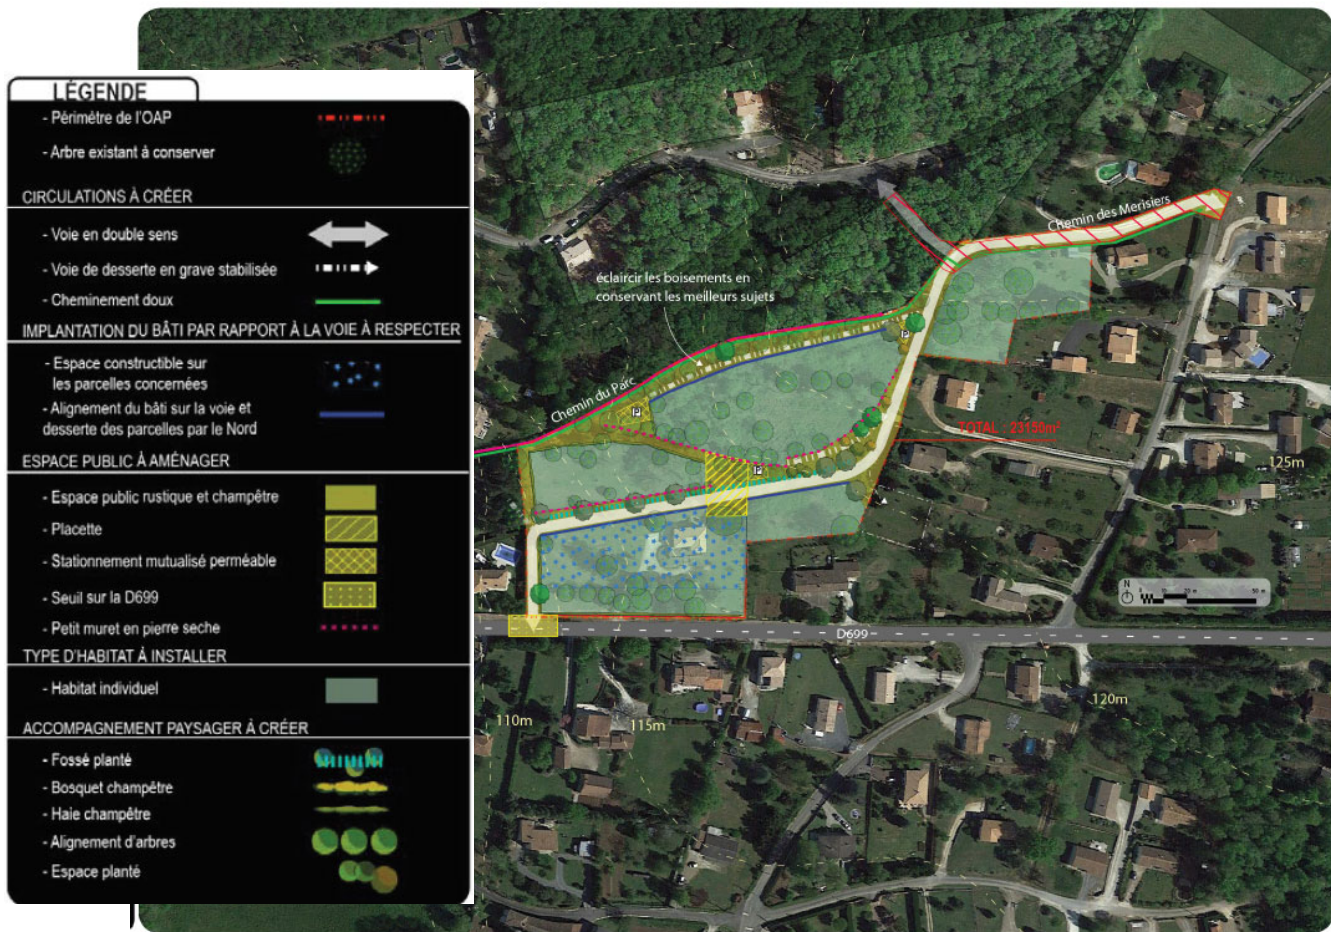 LÉGENDE
- Périmètre de l'OAP
- Arbre existant à conserver
CIRCULATIONS À CRÉER
- Voie en double sens
- Voie de desserte en grave stabilisée
- Cheminement doux
IMPLANTATION DU BÂTI PAR RAPPORT À LA VOIE À RESPECTER
- Espace constructible sur
les parcelles concernées
- Alignement du bâti sur la voie et
desserte des parcelles par le Nord
ESPACE PUBLIC À AMÉNAGER
- Espace public rustique et champêtre
- Placette
- Stationnement mutualisé perméable
- Seuil sur la D699
- Petit muret en pierre seche
TYPE D'HABITAT À INSTALLER
- Habitat individuel
ACCOMPAGNEMENT PAYSAGER À CRÉER
- Fossé planté
- Bosquet champêtre
- Haie champêtre
- Alignement d'arbres
- Espace planté
Chemin des Merisiers
éclaircir les boisements en
conservant les meilleurs sujets
P
Chemin du Parc
P
TOTAL : 23150m²
P
125m
N
0 10 20 m 50 m
D699
110m
115m
120m